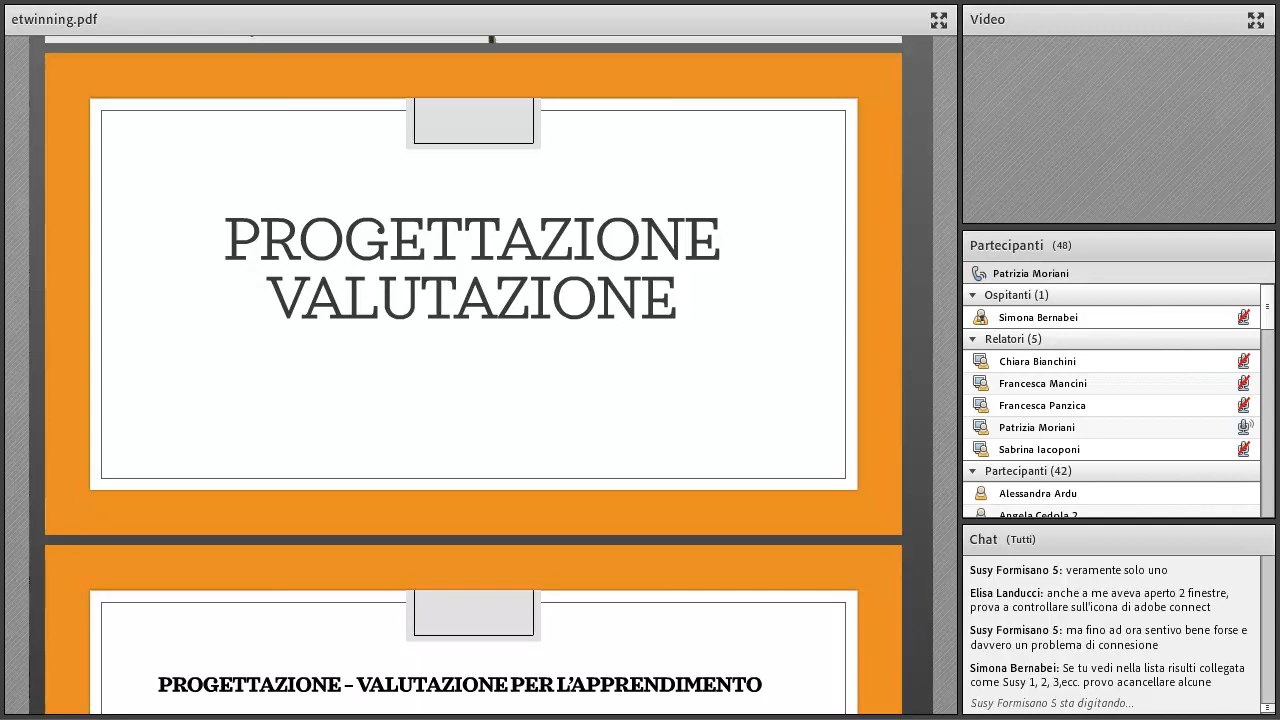 etwinning.pdf
PROGETTAZIONE
VALUTAZIONE
PROGETTAZIONE – VALUTAZIONE PER L'APPRENDIMENTO
Video
Partecipanti (48)
Patrizia Moriani
Ospitanti (1)
Simona Bernabei
Relatori (5)
Chiara Bianchini
Francesca Mancini
Francesca Panzica
Patrizia Moriani
Sabrina Iacoponi
Partecipanti (42)
Alessandra Ardu
Angela Cedola 2
Chat (Tutti)
Susy Formisano 5: veramente solo uno
Elisa Landucci: anche a me aveva aperto 2 finestre,
prova a controllare sull'icona di adobe connect
Susy Formisano 5: ma fino ad ora sentivo bene forse e
davvero un problema di connesione
Simona Bernabei: Se tu vedi nella lista risulti collegata
come Susy 1, 2, 3,ecc. provo acancellare alcune
Susy Formisano 5 sta digitando...